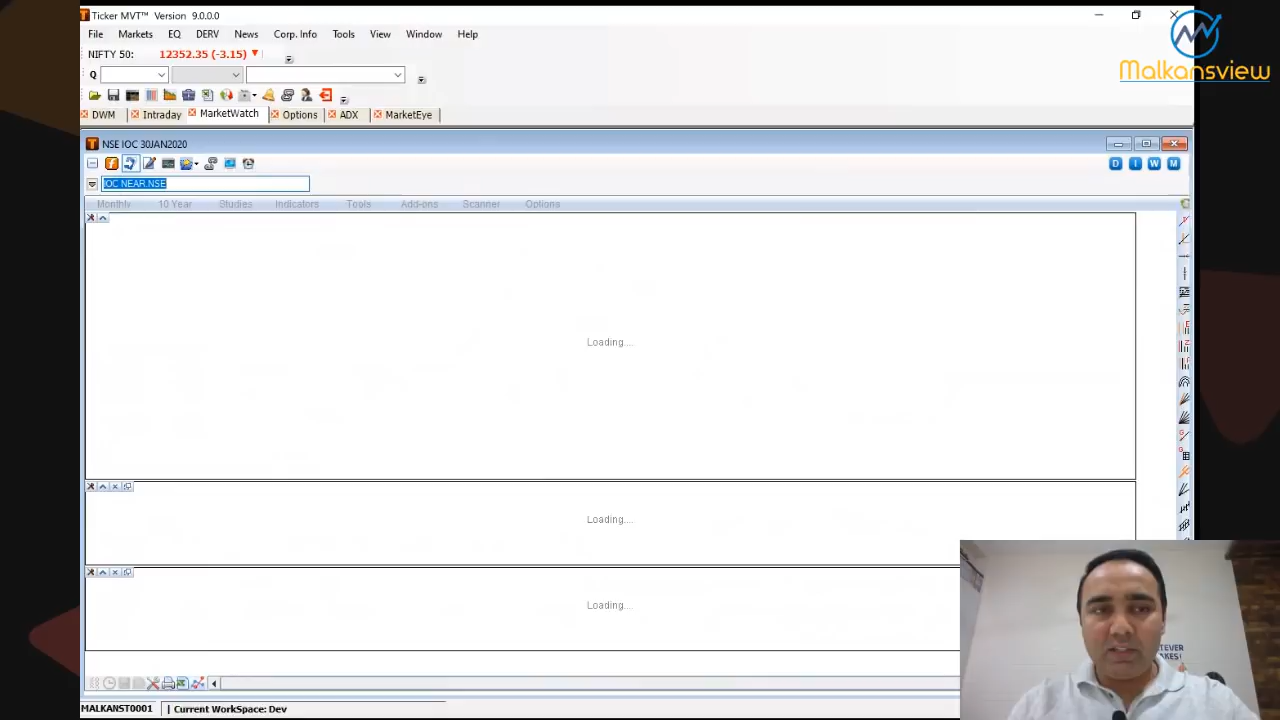 Ticker MVT™ Version 9.0.0.0
File Markets EQ DERV News Corp. Info Tools View Window Help
Malkansview
NIFTY 50: 12352.35 (-3.15)
Q
DWM Intraday MarketWatch Options ADX MarketEye
NSE IOC 30JAN2020
D I W M
IOC NEAR.NSE
Monthly 10 Year Studies Indicators Tools Add-ons Scanner Options
Loading....
Loading....
Loading....
MALKANST0001 | Current WorkSpace: Dev